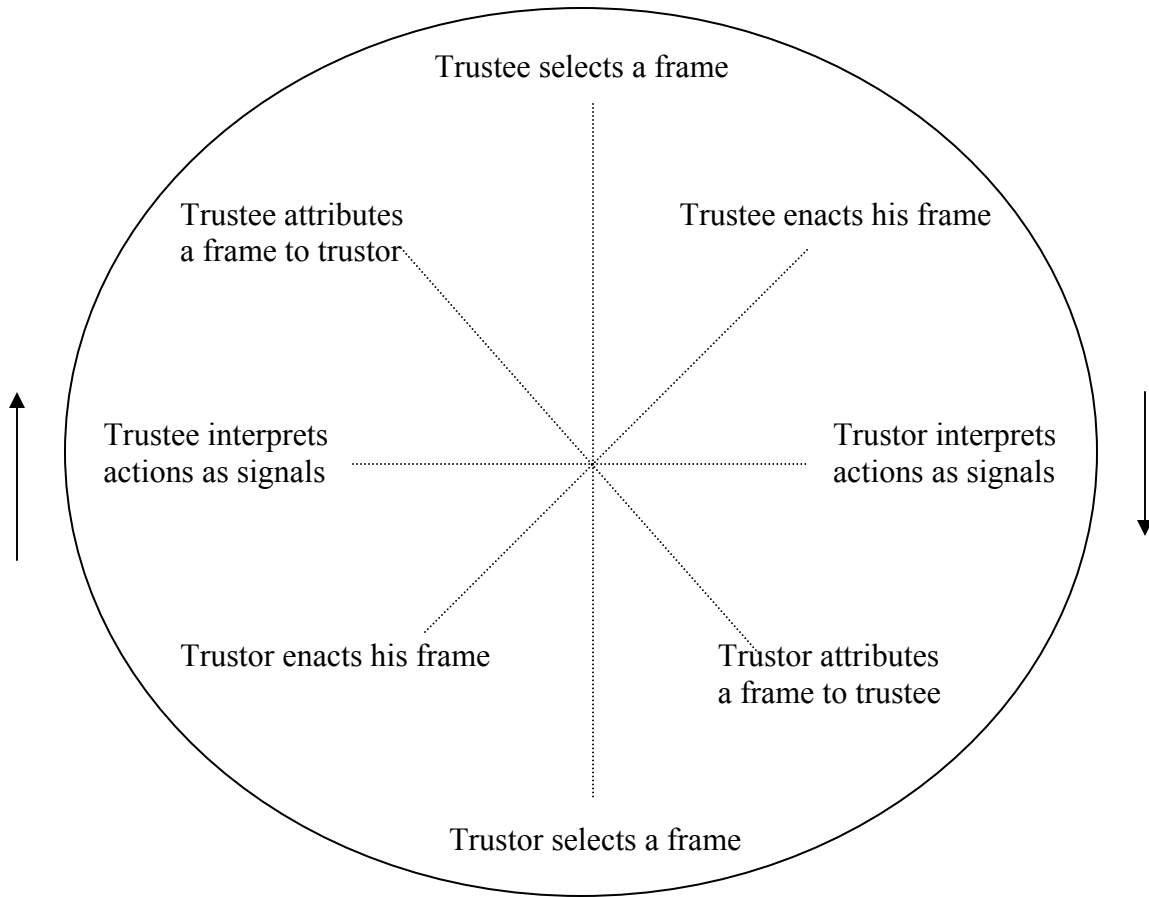 Trustee selects a frame
Trustee attributes
a frame to trustor
Trustee enacts his frame
Trustee interprets
actions as signals
Trustor interprets
actions as signals
Trustor enacts his frame
Trustor attributes
a frame to trustee
Trustor selects a frame